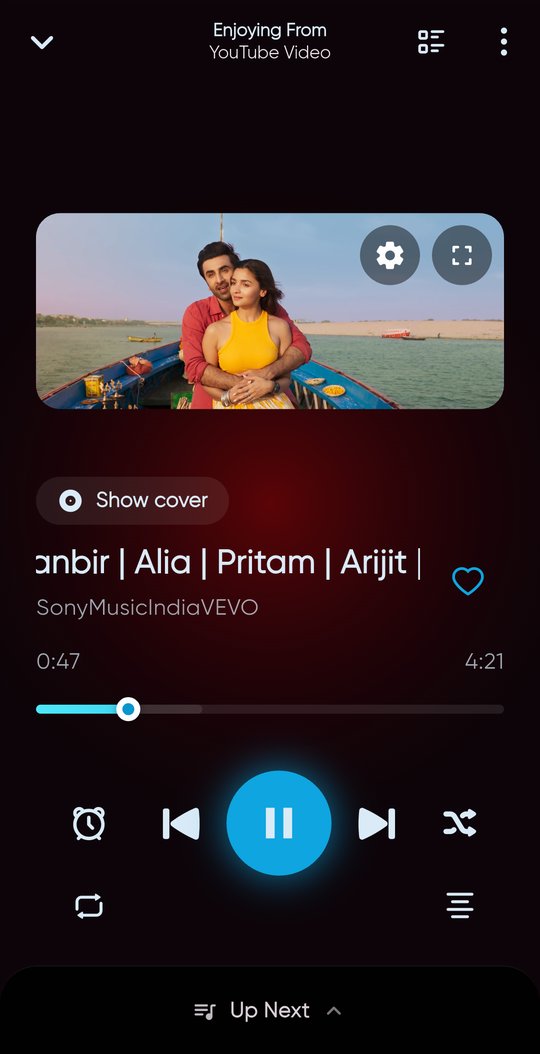 Enjoying From
YouTube Video
Show cover
anbir | Alia | Pritam | Arijit |
SonyMusicIndiaVEVO
0:47
4:21
Up Next